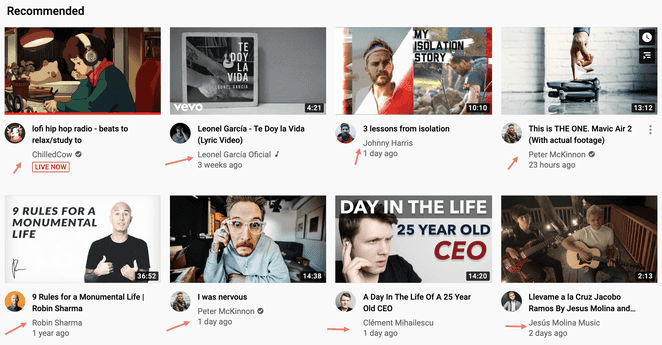 Recommended
TE
DOY
LA
VIDA
LEONEL GARCÍA
vevo
4:21
MY
ISOLATION
STORY
10:10
13:12
lofi hip hop radio - beats to
relax/study to
ChilledCow
LIVE NOW
Leonel García - Te Doy la Vida
(Lyric Video)
Leonel García Oficial
3 weeks ago
3 lessons from isolation
Johnny Harris
1 day ago
This is THE ONE. Mavic Air 2
(With actual footage)
Peter McKinnon
23 hours ago
9 RULES FOR A
MONUMENTAL
LIFE
36:52
14:38
DAY IN THE LIFE
25 YEAR OLD
CEO
14:20
2:13
9 Rules for a Monumental Life |
Robin Sharma
Robin Sharma
1 year ago
I was nervous
Peter McKinnon
1 day ago
A Day In The Life Of A 25 Year
Old CEO
Clément Mihailescu
1 day ago
Llevame a la Cruz Jacobo
Ramos By Jesus Molina and...
Jesús Molina Music
2 days ago